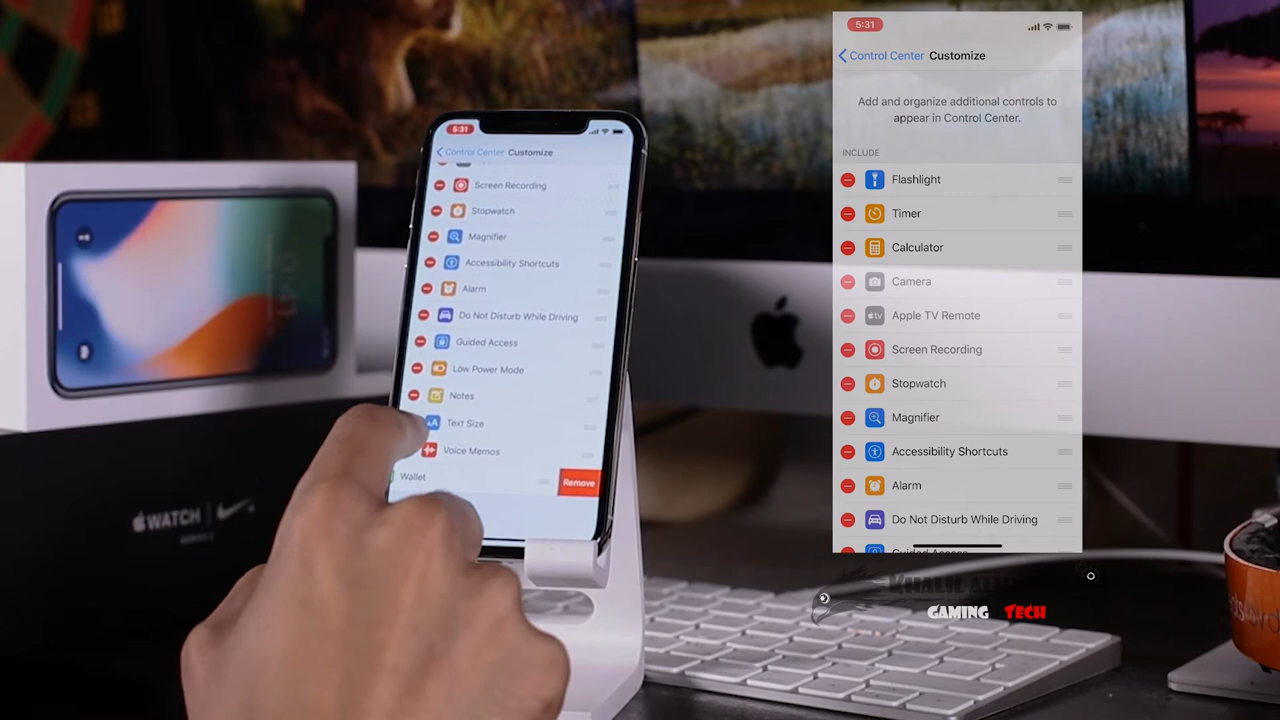 5:31
Control Center Customize
Screen Recording
Stopwatch
Magnifier
Accessibility Shortcuts
Alarm
Do Not Disturb While Driving
Guided Access
Low Power Mode
Notes
Text Size
Voice Memos
Wallet
Remove
WATCH
5:31
Control Center Customize
Add and organize additional controls to
appear in Control Center.
INCLUDE
Flashlight
Timer
Calculator
Camera
tv Apple TV Remote
Screen Recording
Stopwatch
Magnifier
Accessibility Shortcuts
Alarm
Do Not Disturb While Driving
Guided Access
GAMING TECH